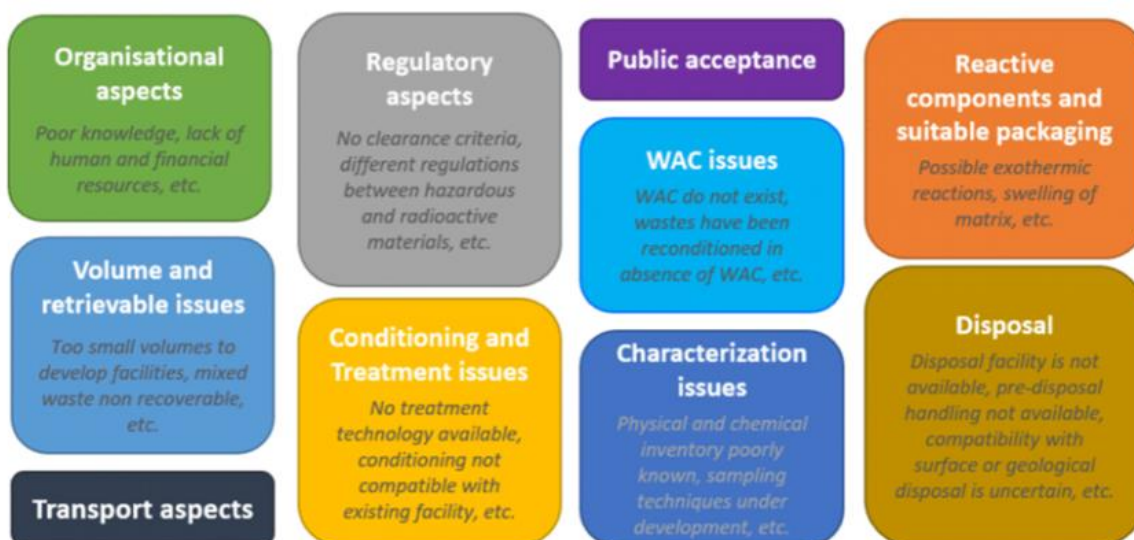 Organisational
aspects
Poor knowledge, lack of
human and financial
resources, etc.
Volume and
retrievable issues
Too small volumes to
develop facilities, mixed
waste non recoverable,
etc.
Transport aspects
Regulatory
aspects
No clearance criteria,
different regulations
between hazardous
and radioactive
materials, etc.
Conditioning and
Treatment issues
No treatment
technology available,
conditioning not
compatible with
existing facility, etc.
Public acceptance
WAC issues
WAC do not exist,
wastes have been
reconditioned in
absence of WAC, etc.
Characterization
issues
Physical and chemical
inventory poorly
known, sampling
techniques under
development, etc.
Reactive
components and
suitable packaging
Possible exothermic
reactions, swelling of
matrix, etc.
Disposal
Disposal facility is not
available, pre-disposal
handling not available,
compatibility with
surface or geological
disposal is uncertain, etc.